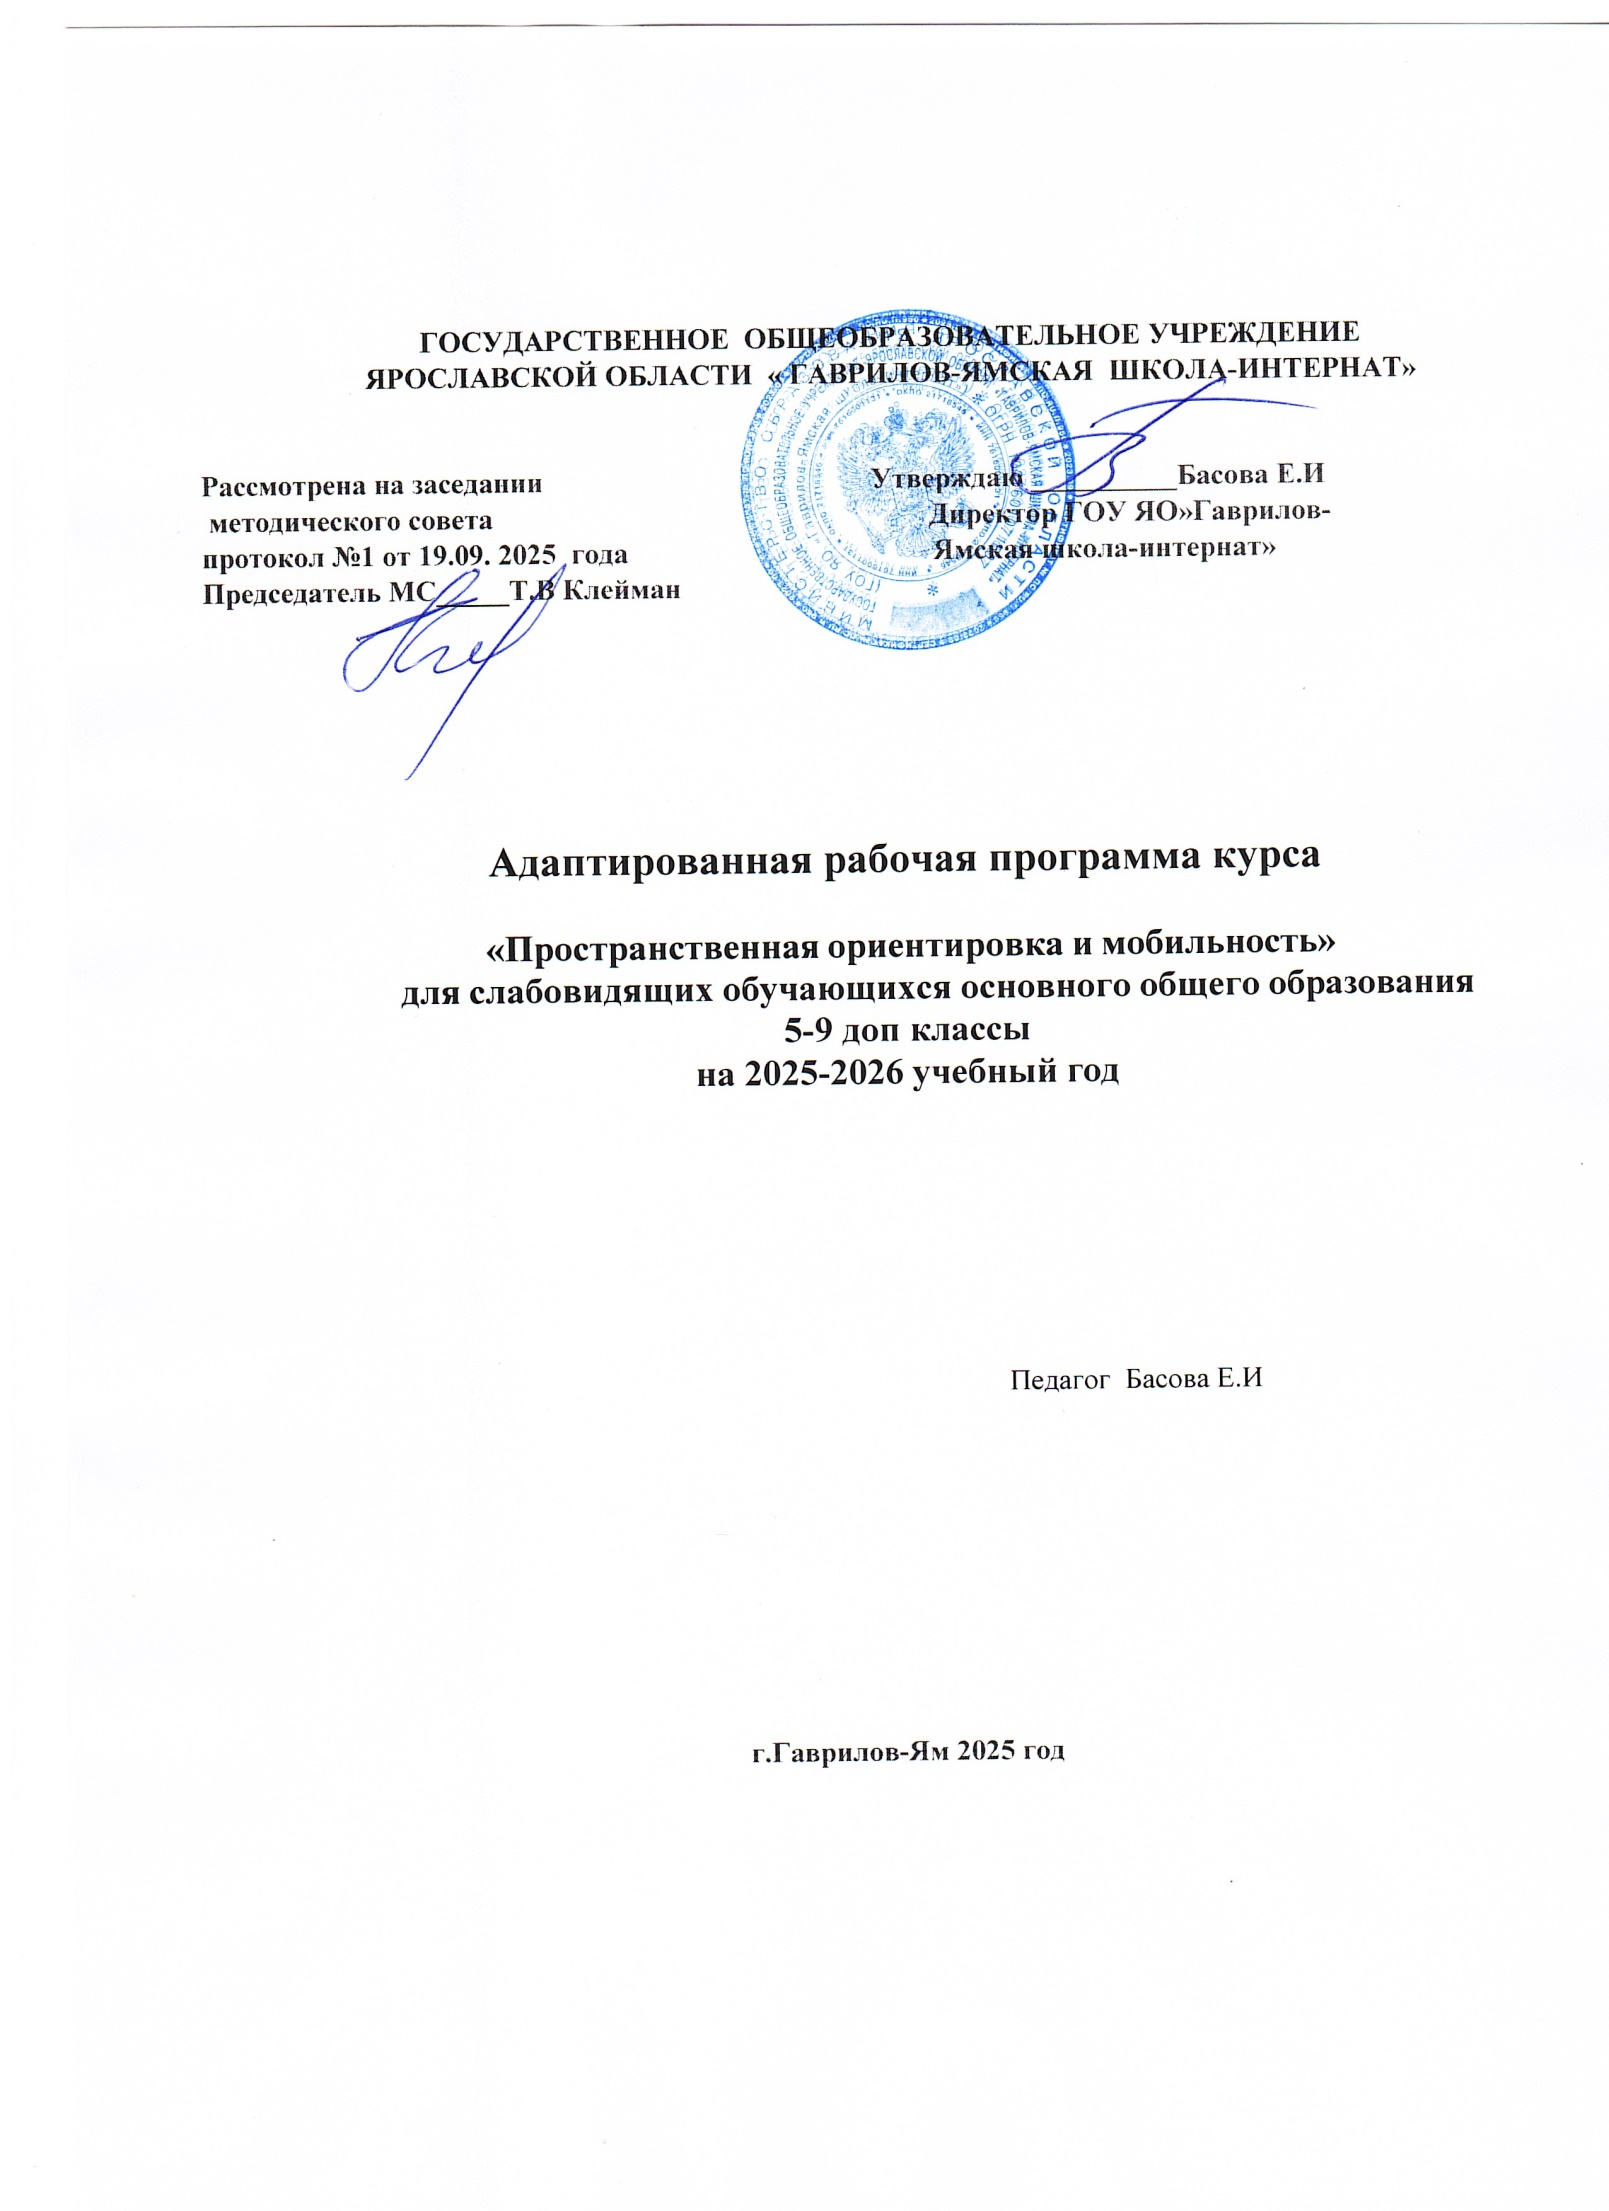 ГОСУДАРСТВЕННОЕ ОБЩЕОБРАЗОВАТЕЛЬНОЕ УЧРЕЖДЕНИЕ
ЯРОСЛАВСКОЙ ОБЛАСТИ « ГАВРИЛОВ-ЯМСКАЯ ШКОЛА-ИНТЕРНАТ»
Рассмотрена на заседании
методического совета
протокол №1 от 19.09. 2025 года
Председатель МС_____Т.В Клейман
Утверждаю __________Басова Е.И
Директор ГОУ ЯО»Гаврилов-
Ямская школа-интернат»
Адаптированная рабочая программа курса
«Пространственная ориентировка и мобильность»
для слабовидящих обучающихся основного общего образования
5-9 доп классы
на 2025-2026 учебный год
Педагог Басова Е.И
г.Гаврилов-Ям 2025 год